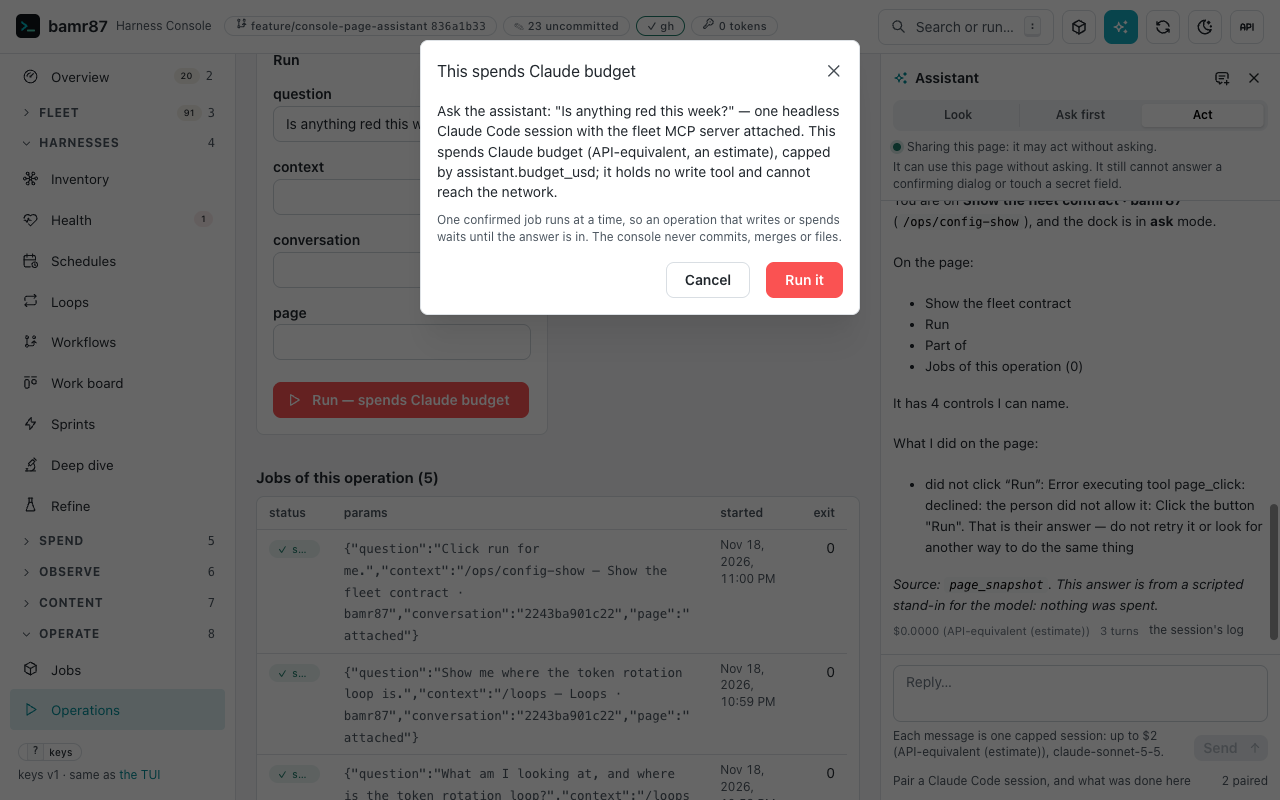 bamr87 Harness Console feature/console-page-assistant 836a1b33 23 uncommitted gh 0 tokens Search or run... : API
Overview 20 2
FLEET 91 3
HARNESSES 4
Inventory
Health 1
Schedules
Loops
Workflows
Work board
Sprints
Deep dive
Refine
SPEND 5
OBSERVE 6
CONTENT 7
OPERATE 8
Jobs
Operations
? keys
keys v1 · same as the TUI
Run
question
Is anything red this w
context
conversation
page
Run — spends Claude budget
This spends Claude budget
Ask the assistant: "Is anything red this week?" — one headless
Claude Code session with the fleet MCP server attached. This
spends Claude budget (API-equivalent, an estimate), capped
by assistant.budget_usd; it holds no write tool and cannot
reach the network.
One confirmed job runs at a time, so an operation that writes or spends
waits until the answer is in. The console never commits, merges or files.
Cancel Run it
Jobs of this operation (5)
status params started exit
✓ s... {"question":"Click run for Nov 18, 0
me.","context":"/ops/config-show — Show the 2026,
fleet contract · 11:00 PM
bamr87","conversation":"2243ba901c22","page":"
attached"}
✓ s... {"question":"Show me where the token rotation Nov 18, 0
loop is.","context":"/loops — Loops · 2026,
bamr87","conversation":"2243ba901c22","page":" 10:59 PM
attached"}
✓ s... {"question":"What am I looking at, and where Nov 18, 0
is the token rotation loop?","context":"/loops 2026,
Assistant
Look Ask first Act
Sharing this page: it may act without asking.
It can use this page without asking. It still cannot answer a
confirming dialog or touch a secret field.
You are on Show the fleet contract · bamr87
( /ops/config-show ), and the dock is in ask mode.
On the page:
• Show the fleet contract
• Run
• Part of
• Jobs of this operation (0)
It has 4 controls I can name.
What I did on the page:
• did not click "Run": Error executing tool page_click:
declined: the person did not allow it: Click the button
"Run". That is their answer — do not retry it or look for
another way to do the same thing
Source: page_snapshot . This answer is from a scripted
stand-in for the model: nothing was spent.
$0.0000 (API-equivalent (estimate)) 3 turns the session's log
Reply...
Each message is one capped session: up to $2
(API-equivalent (estimate)), claude-sonnet-5-5.
Send ↑
Pair a Claude Code session, and what was done here 2 paired